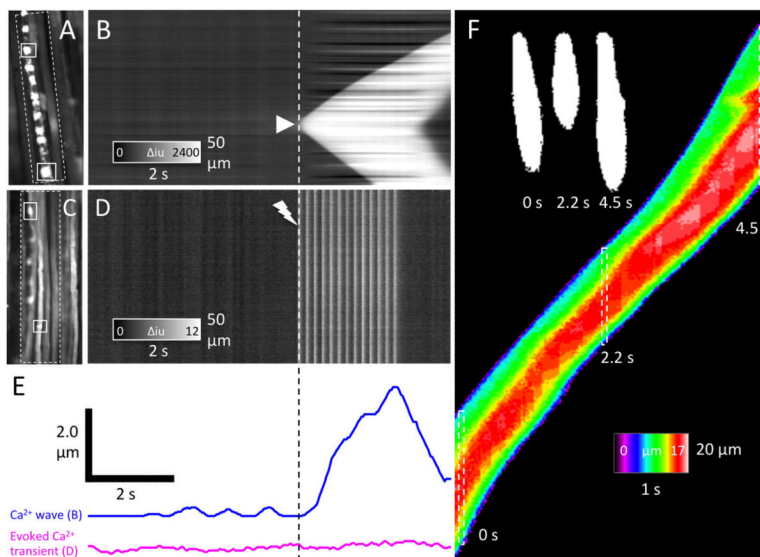 A
B
0 Δiu 2400
50
μm
2 s
C
D
0 Δiu 12
50
μm
2 s
E
2.0
μm
2 s
Ca²⁺ wave (B)
Evoked Ca²⁺
transient (D)
F
0 s 2.2 s 4.5 s
4.5
2.2 s
0 μm 17
20 μm
1 s
0 s